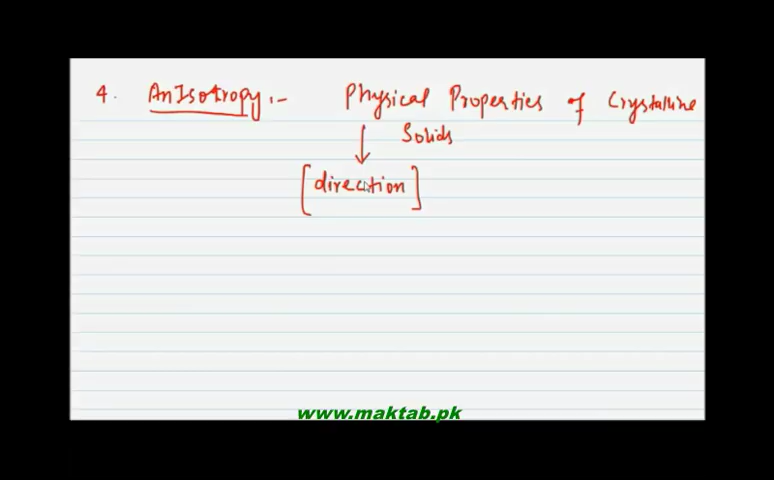 4. AnIsotropy :- Physical Properties of Crystalline
Solids
[direction]
www.maktab.pk